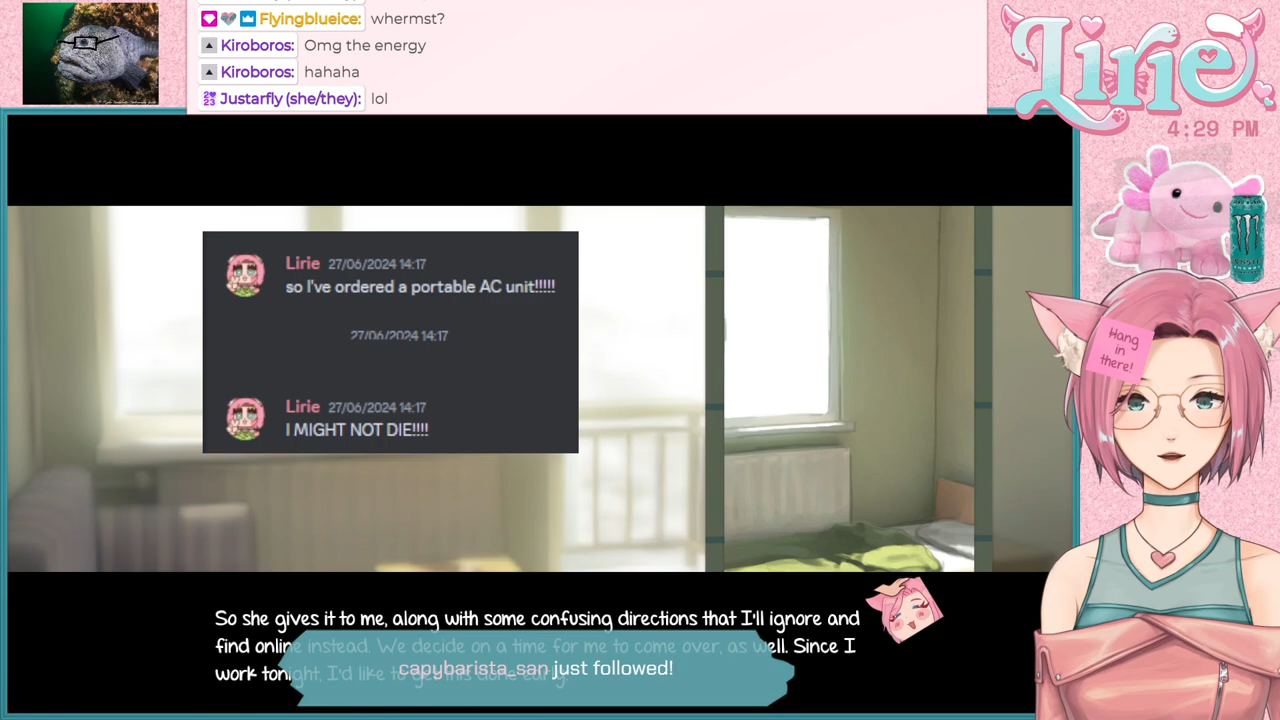 Flyingblueice: whermst?
Kiroboros: Omg the energy
Kiroboros: hahaha
Justarfly (she/they): lol
Lirie
4:29 PM
Hang
in
there!
Lirie 27/06/2024 14:17
so I've ordered a portable AC unit!!!!!
27/06/2024 14:17
Lirie 27/06/2024 14:17
I MIGHT NOT DIE!!!!
So she gives it to me, along with some confusing directions that I'll ignore and
find online instead. We decide on a time for me to come over, as well. Since I
work tonight, I'd like to get this done early.
capybarista_san just followed!